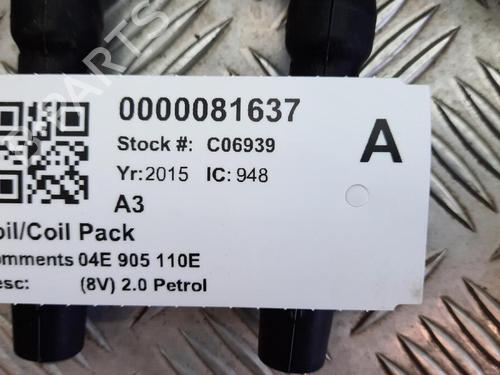 0000081637
A
Stock #: C06939
Yr: 2015 IC: 948
A3
oil/Coil Pack
omments 04E 905 110E
esc: (8V) 2.0 Petrol